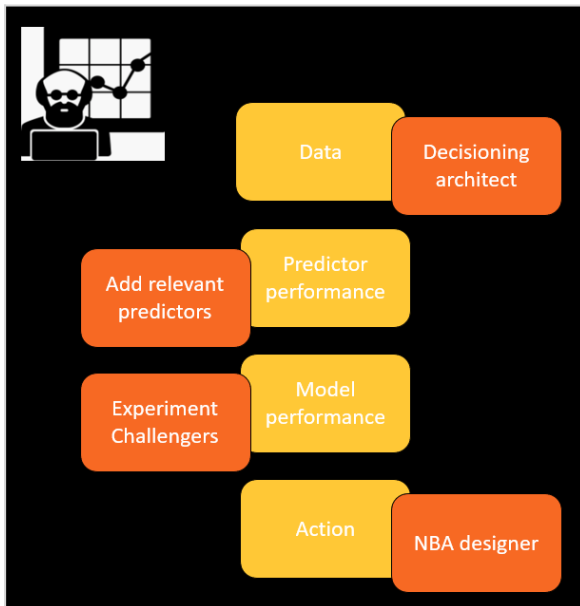 Data
Decisioning
architect
Predictor
performance
Add relevant
predictors
Model
performance
Experiment
Challengers
Action
NBA designer